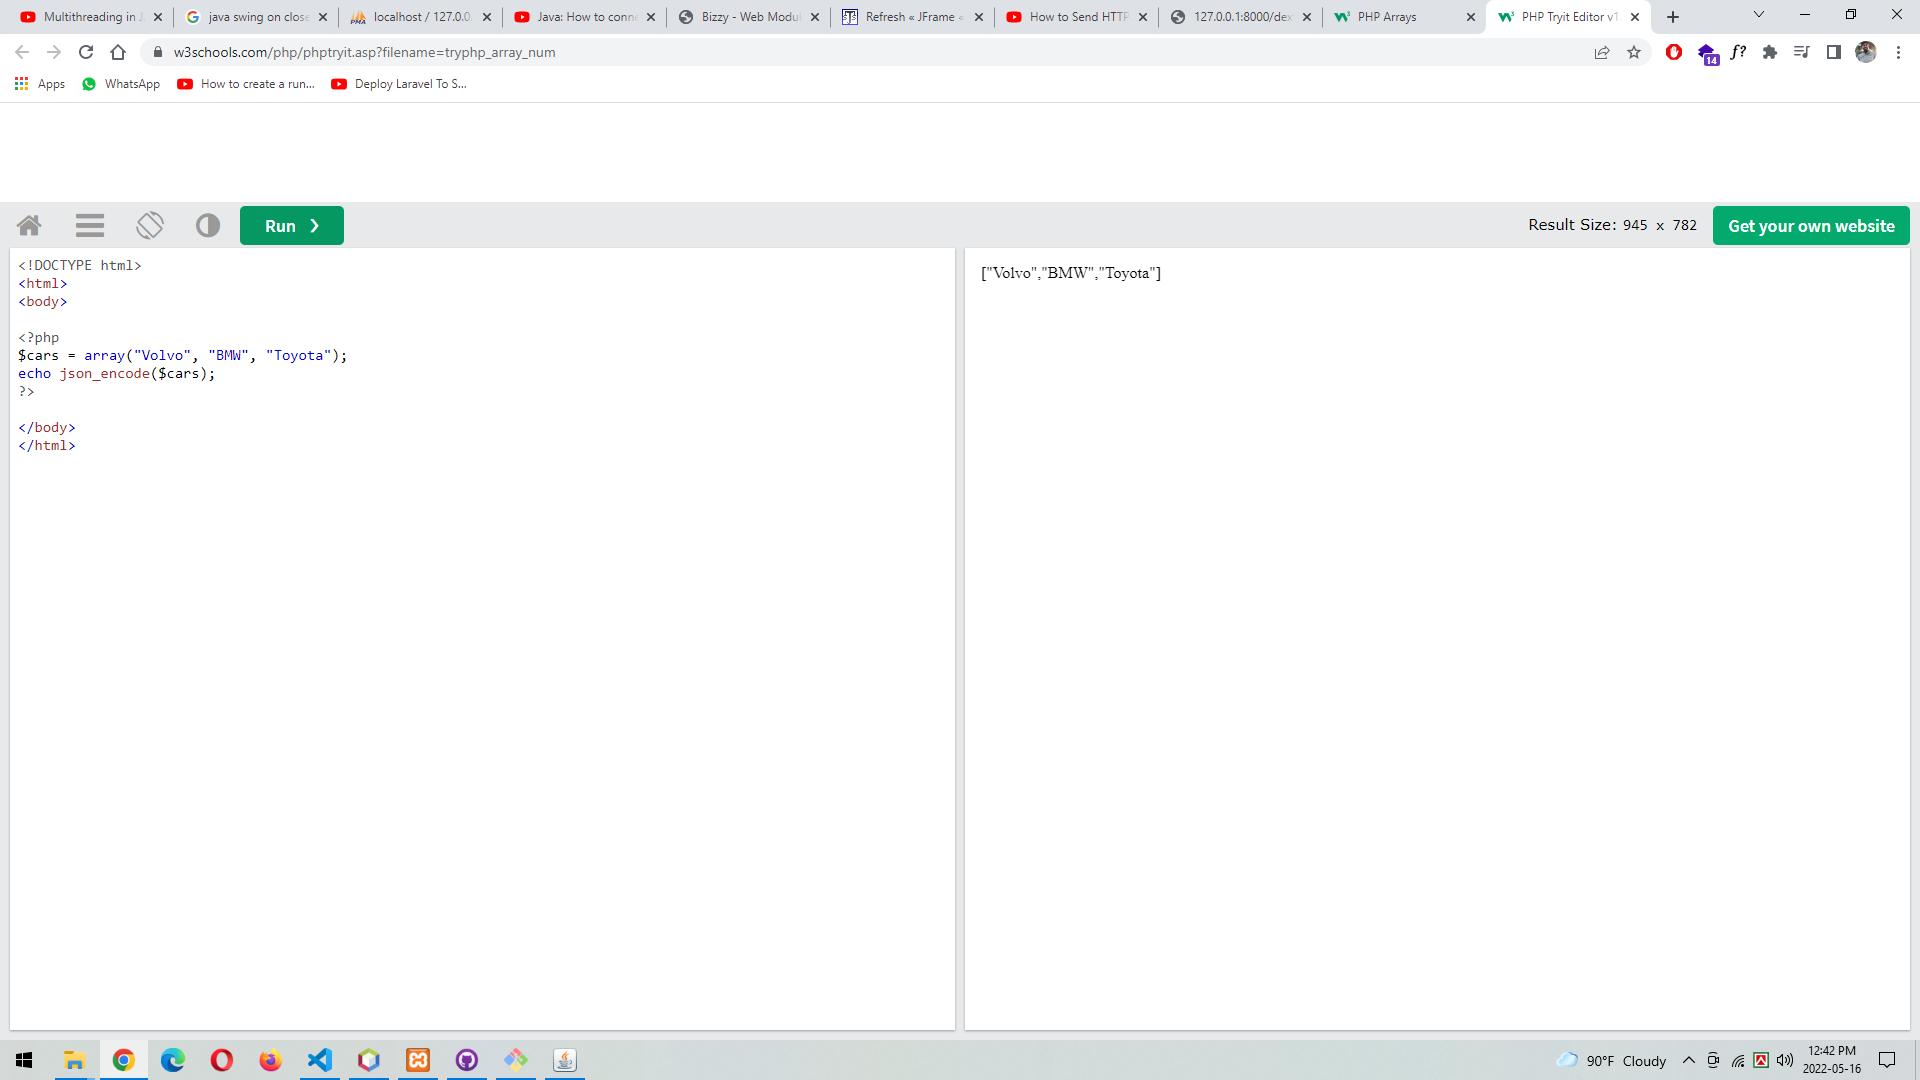 Multithreading in J
java swing on close
localhost / 127.0.0.
Java: How to conne
Bizzy - Web Modul
Refresh « JFrame «
How to Send HTTP
127.0.0.1:8000/dex
PHP Arrays
PHP Tryit Editor v1.
w3schools.com/php/phptryit.asp?filename=tryphp_array_num
f?
14
Apps
WhatsApp
How to create a run...
Deploy Laravel To S...
Run ❯
Result Size: 945 x 782
Get your own website
<!DOCTYPE html>
<html>
<body>
<?php
$cars = array("Volvo", "BMW", "Toyota");
echo json_encode($cars);
?>
</body>
</html>
["Volvo","BMW","Toyota"]
90°F Cloudy
12:42 PM
2022-05-16